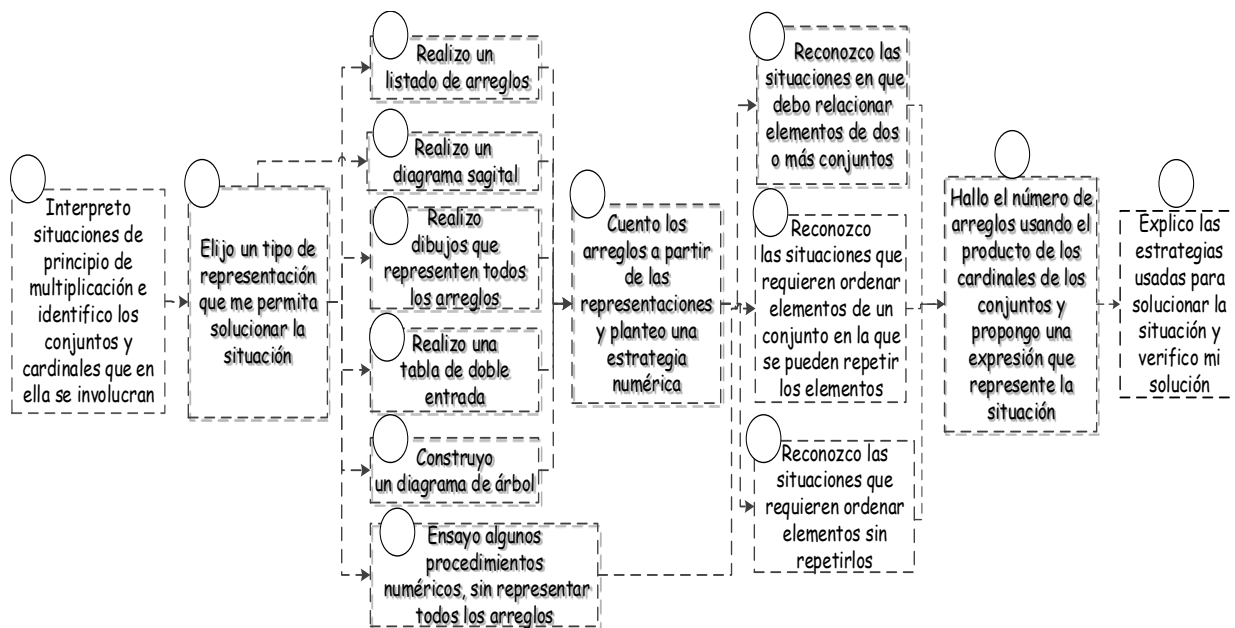 Interpreto
situaciones de
principio de
multiplicación e
identifico los
conjuntos y
cardinales que en
ella se involucran
Elijo un tipo de
representación
que me permita
solucionar la
situación
Realizo un
listado de arreglos
Realizo un
diagrama sagital
Realizo
dibujos que
representen todos
los arreglos
Realizo una
tabla de doble
entrada
Construyo
un diagrama de árbol
Ensayo algunos
procedimientos
numéricos, sin representar
todos los arreglos
Cuento los
arreglos a partir
de las
representaciones
y planteo una
estrategia
numérica
Reconozco las
situaciones en que
debo relacionar
elementos de dos
o más conjuntos
Reconozco
las situaciones que
requieren ordenar
elementos de un
conjunto en la que
se pueden repetir
los elementos
Reconozco las
situaciones que
requieren ordenar
elementos sin
repetirlos
Hallo el número de
arreglos usando el
producto de los
cardinales de los
conjuntos y
propongo una
expresión que
represente la
situación
Explico las
estrategias
usadas para
solucionar la
situación y
verifico mi
solución